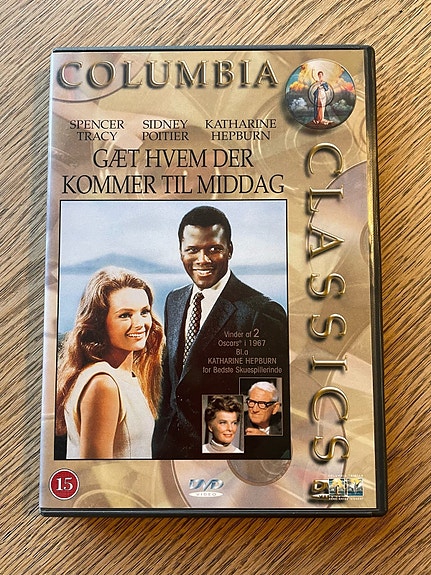 COLUMBIA
SPENCER TRACY
SIDNEY POITIER
KATHARINE HEPBURN
GÆT HVEM DER
KOMMER TIL MIDDAG
CLASSICS
Vinder af 2
Oscars® i 1967
Bl.a
KATHARINE HEPBURN
for Bedste Skuespillerinde
15
DVD
VIDEO